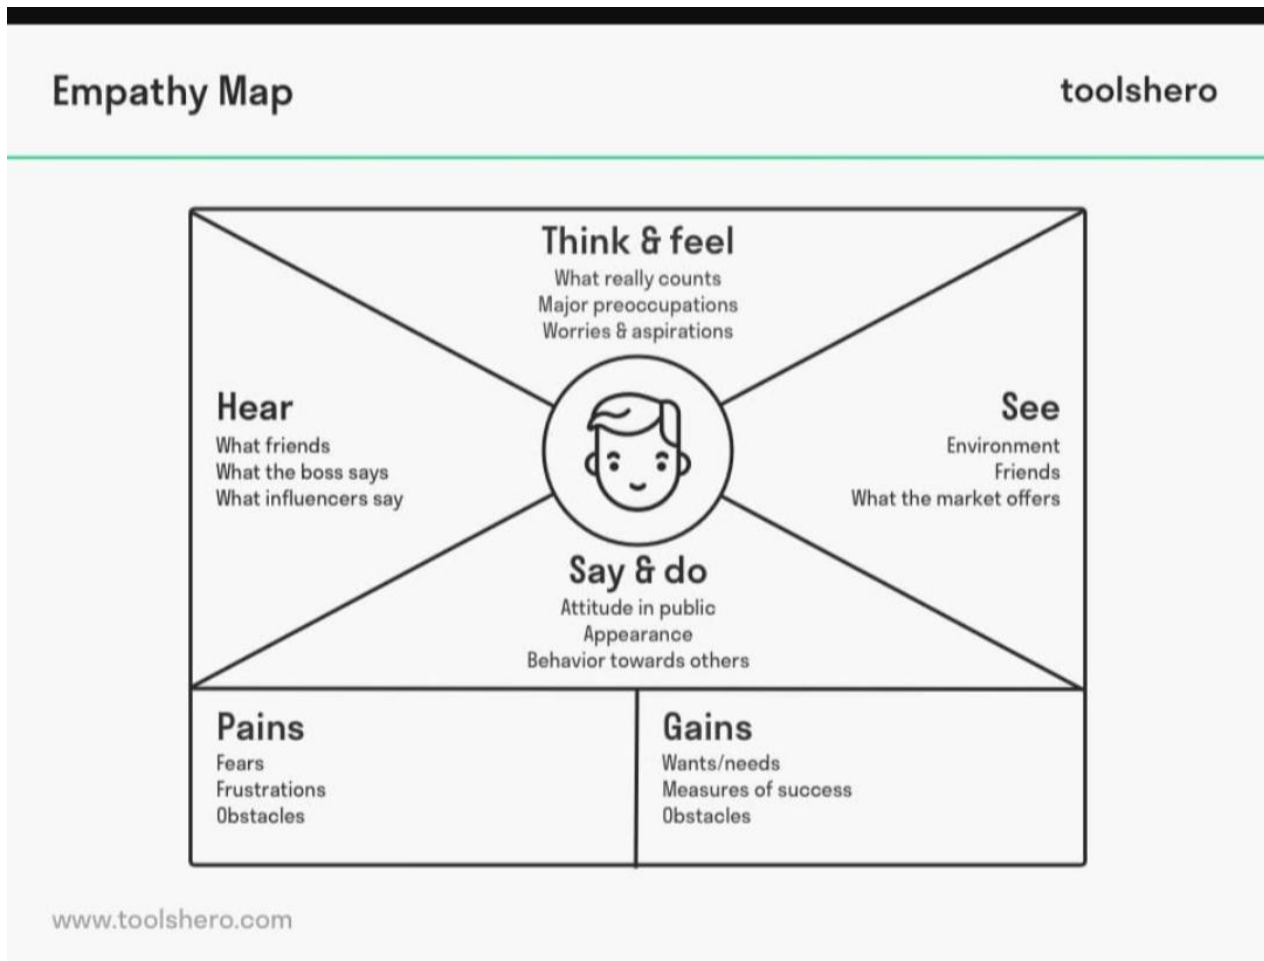 Empathy Map
toolshero
Think & feel
What really counts
Major preoccupations
Worries & aspirations
Hear
What friends
What the boss says
What influencers say
See
Environment
Friends
What the market offers
Say & do
Attitude in public
Appearance
Behavior towards others
Pains
Fears
Frustrations
Obstacles
Gains
Wants/needs
Measures of success
Obstacles
www.toolshero.com